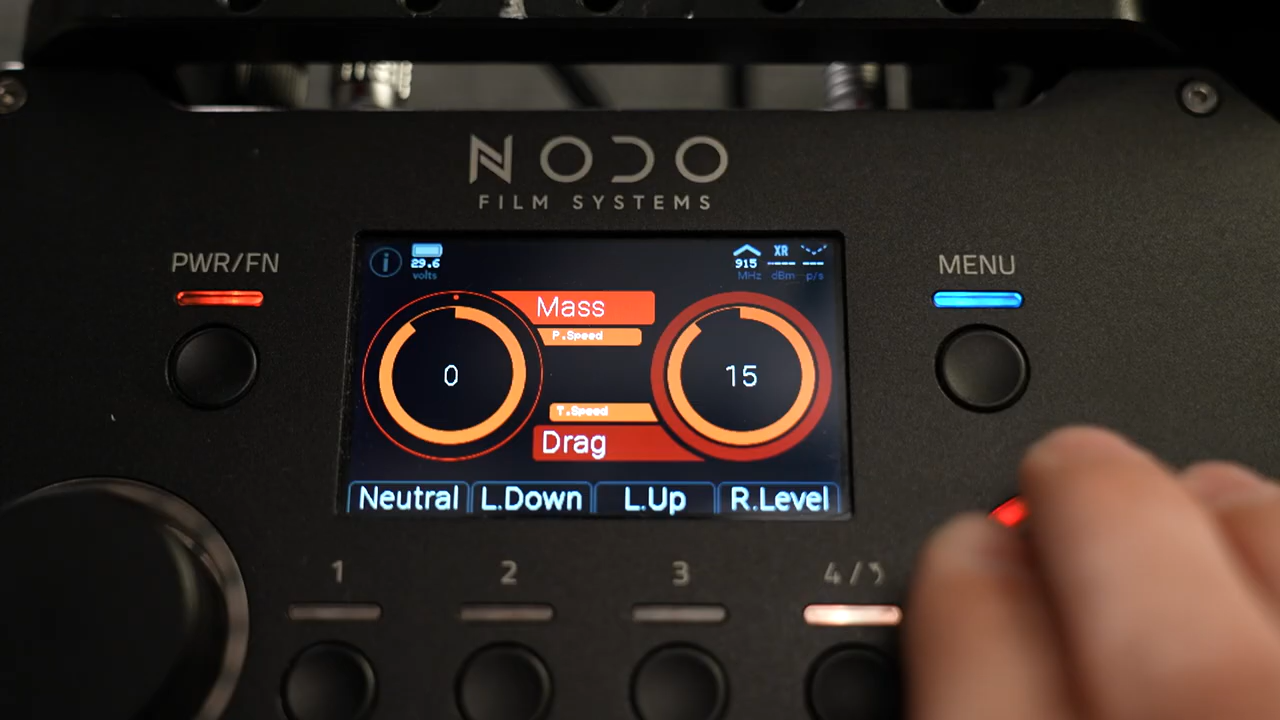 NODO
FILM SYSTEMS
PWR/FN
MENU
29.6
volts
915
MHz
XR
dBm
p/s
Mass
P.Speed
0
15
T.Speed
Drag
Neutral
L.Down
L.Up
R.Level
1
2
3
4/5